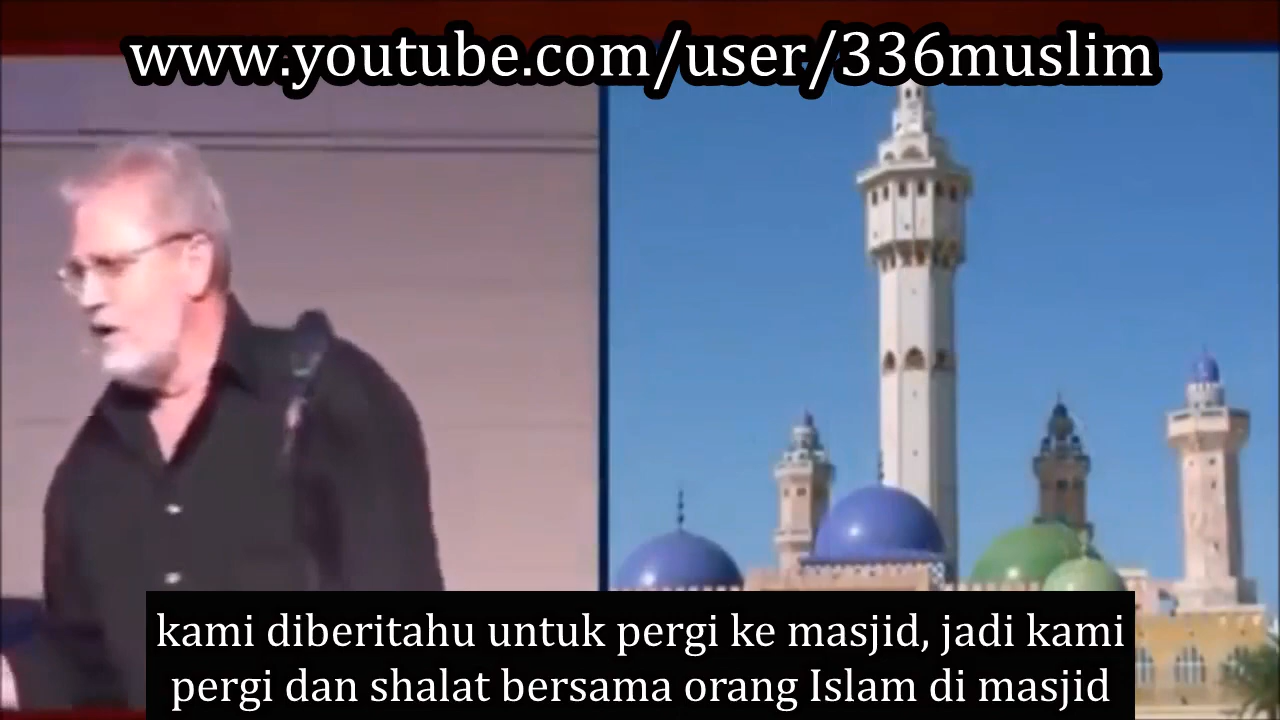 www.youtube.com/user/336muslim
kami diberitahu untuk pergi ke masjid, jadi kami
pergi dan shalat bersama orang Islam di masjid